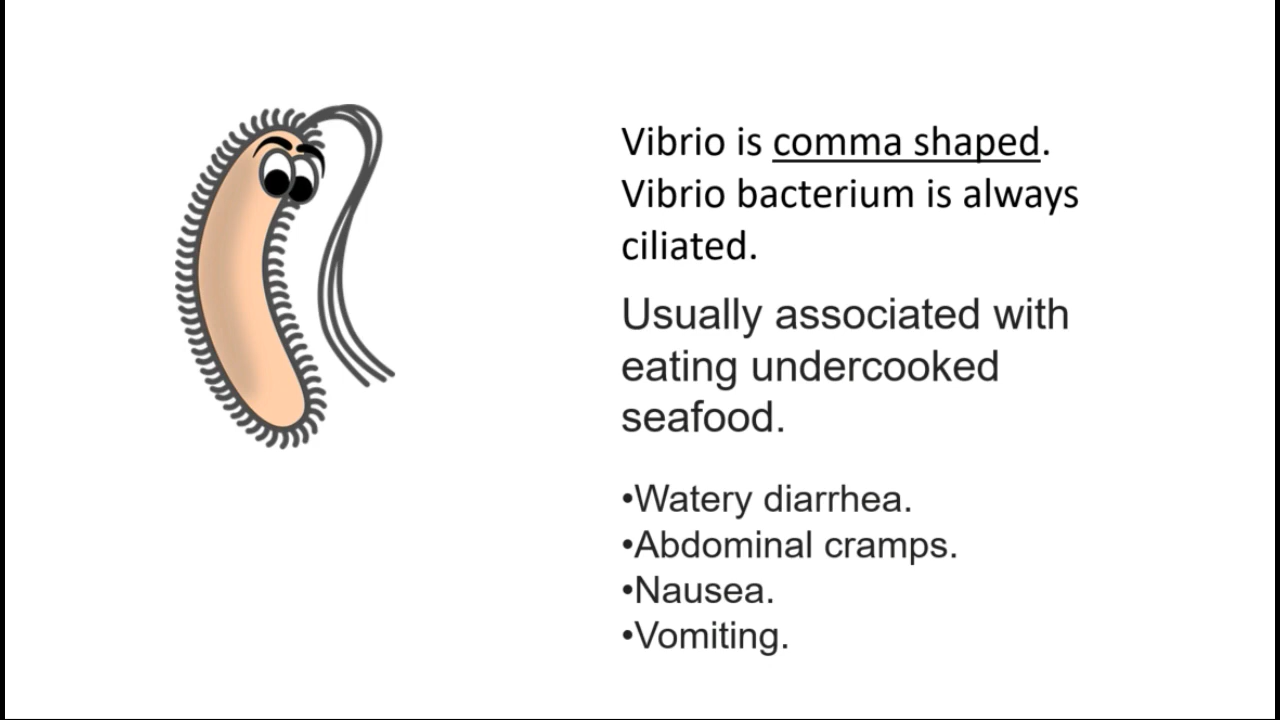 Vibrio is comma shaped.
Vibrio bacterium is always
ciliated.
Usually associated with
eating undercooked
seafood.
•Watery diarrhea.
•Abdominal cramps.
•Nausea.
•Vomiting.